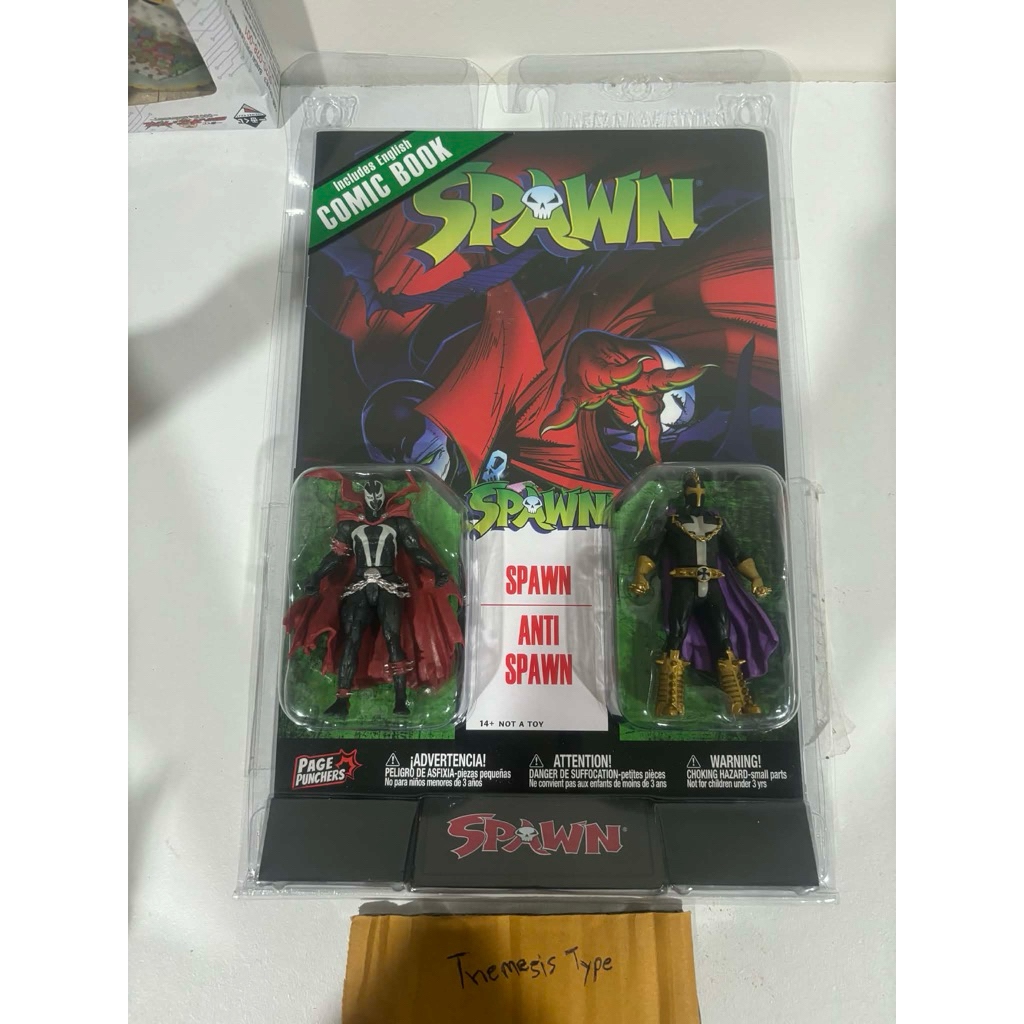 Includes English
COMIC BOOK
SPAWN
SPAWN
SPAWN
ANTI
SPAWN
14+ NOT A TOY
PAGE
PUNCHERS
¡ADVERTENCIA!
PELIGRO DE ASFIXIA-piezas pequeñas
No para niños menores de 3 años
ATTENTION!
DANGER DE SUFFOCATION-petites pièces
Ne convient pas aux enfants de moins de 3 ans
WARNING!
CHOKING HAZARD-small parts
Not for children under 3 yrs
SPAWN
Themesis Type